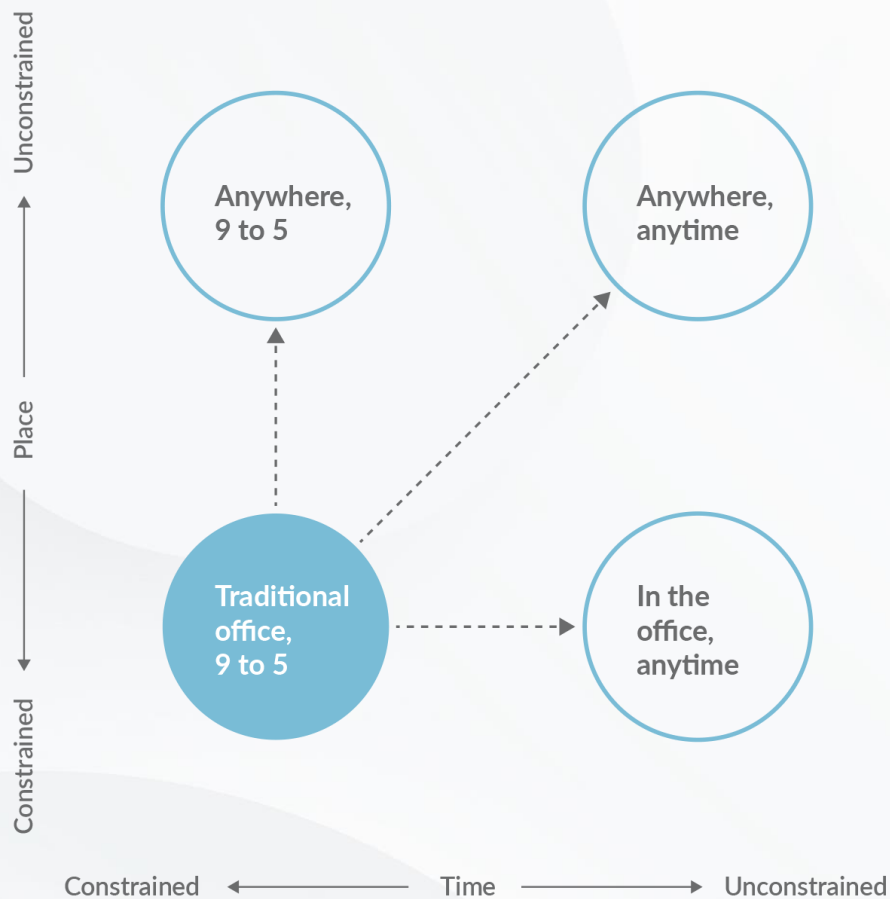 Unconstrained
Place
Constrained
Anywhere,
9 to 5
Anywhere,
anytime
Traditional
office,
9 to 5
In the
office,
anytime
Constrained
Time
Unconstrained